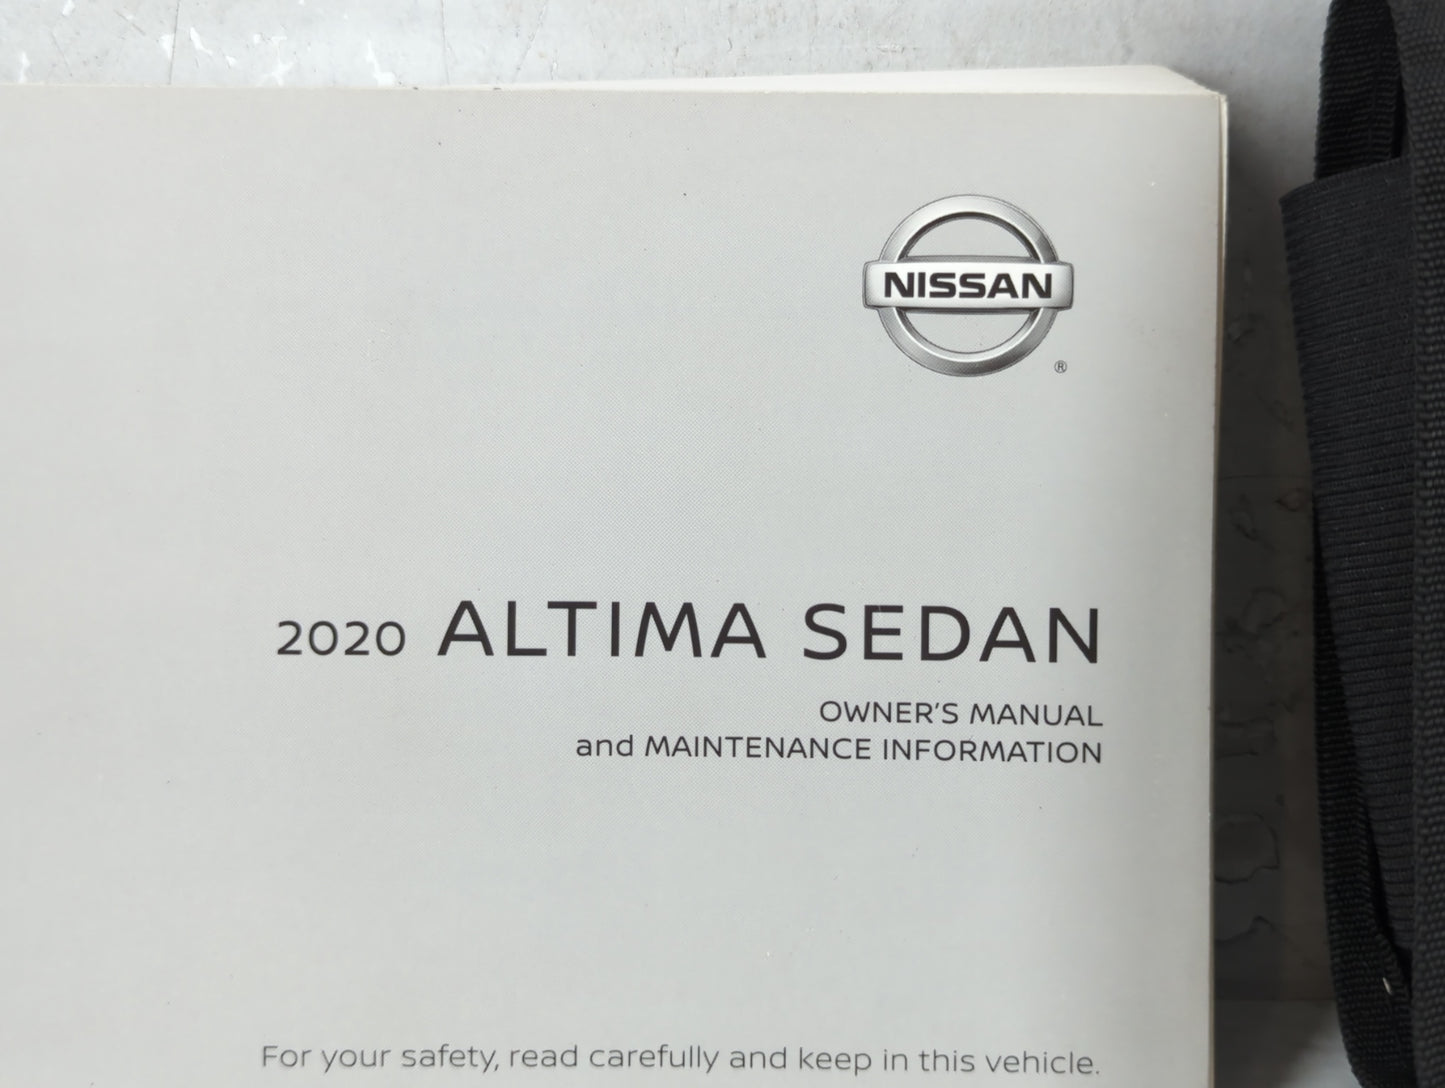 NISSAN
®
2020 ALTIMA SEDAN
OWNER'S MANUAL
and MAINTENANCE INFORMATION
For your safety, read carefully and keep in this vehicle.